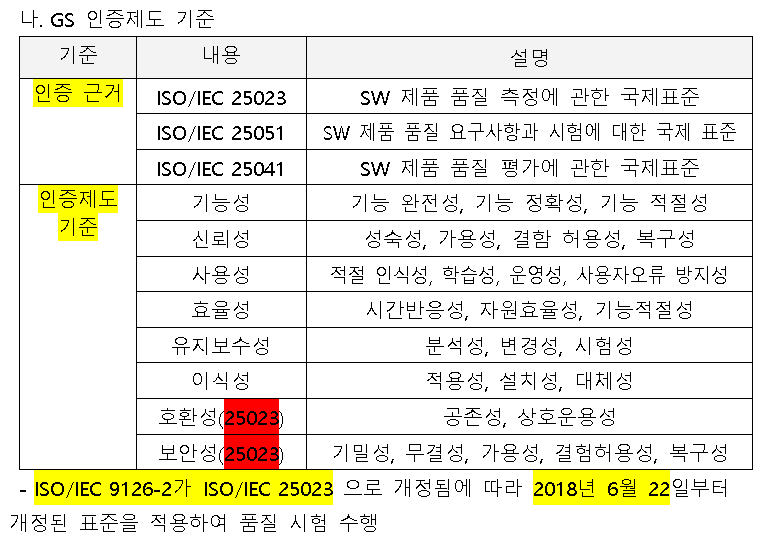 나. GS 인증제도 기준
기준 내용 설명
인증 근거 ISO/IEC 25023 SW 제품 품질 측정에 관한 국제표준
ISO/IEC 25051 SW 제품 품질 요구사항과 시험에 대한 국제 표준
ISO/IEC 25041 SW 제품 품질 평가에 관한 국제표준
인증제도 기준 기능성 기능 완전성, 기능 정확성, 기능 적절성
신뢰성 성숙성, 가용성, 결함 허용성, 복구성
사용성 적절 인식성, 학습성, 운영성, 사용자오류 방지성
효율성 시간반응성, 자원효율성, 기능적절성
유지보수성 분석성, 변경성, 시험성
이식성 적용성, 설치성, 대체성
호환성(25023) 공존성, 상호운용성
보안성(25023) 기밀성, 무결성, 가용성, 결험허용성, 복구성
- ISO/IEC 9126-2가 ISO/IEC 25023 으로 개정됨에 따라 2018년 6월 22일부터
개정된 표준을 적용하여 품질 시험 수행